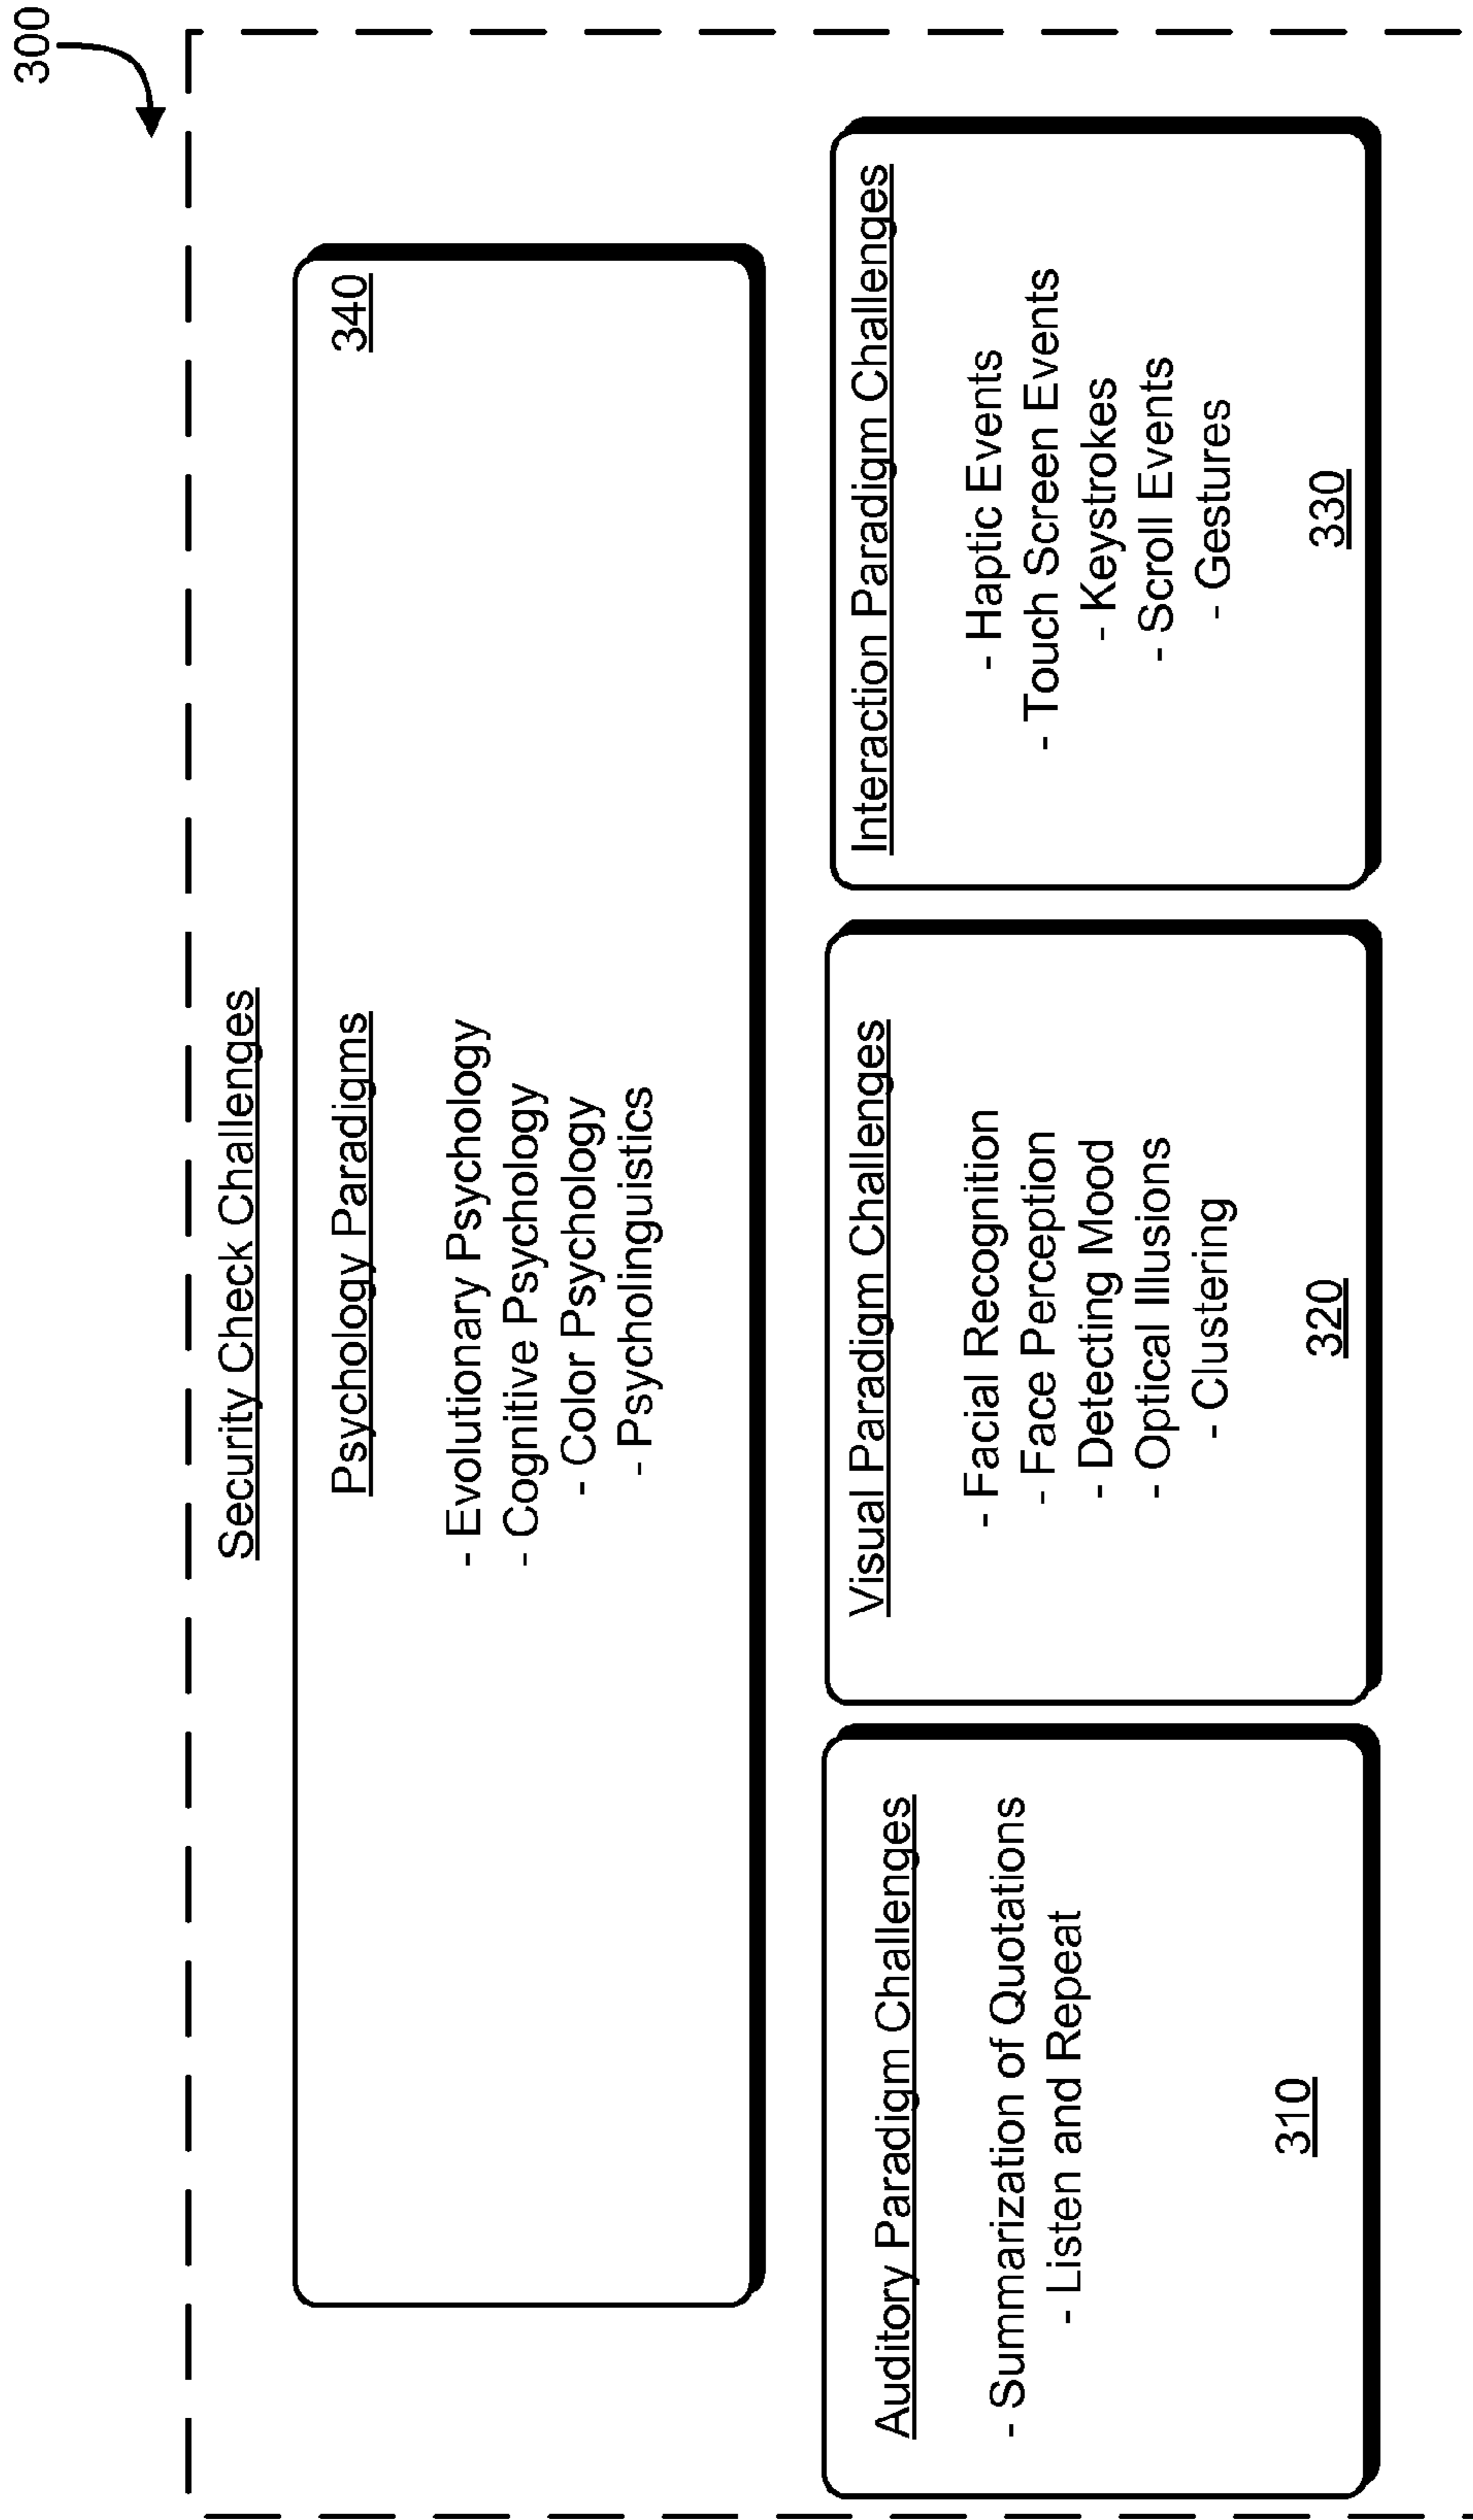 300
Security Check Challenges
Psychology Paradigms
340
- Evolutionary Psychology
- Cognitive Psychology
- Color Psychology
- Psycholinguistics
Auditory Paradigm Challenges
- Summarization of Quotations
- Listen and Repeat
310
Visual Paradigm Challenges
- Facial Recognition
- Face Perception
- Detecting Mood
- Optical Illusions
- Clustering
320
Interaction Paradigm Challenges
- Haptic Events
- Touch Screen Events
- Keystrokes
- Scroll Events
- Gestures
330